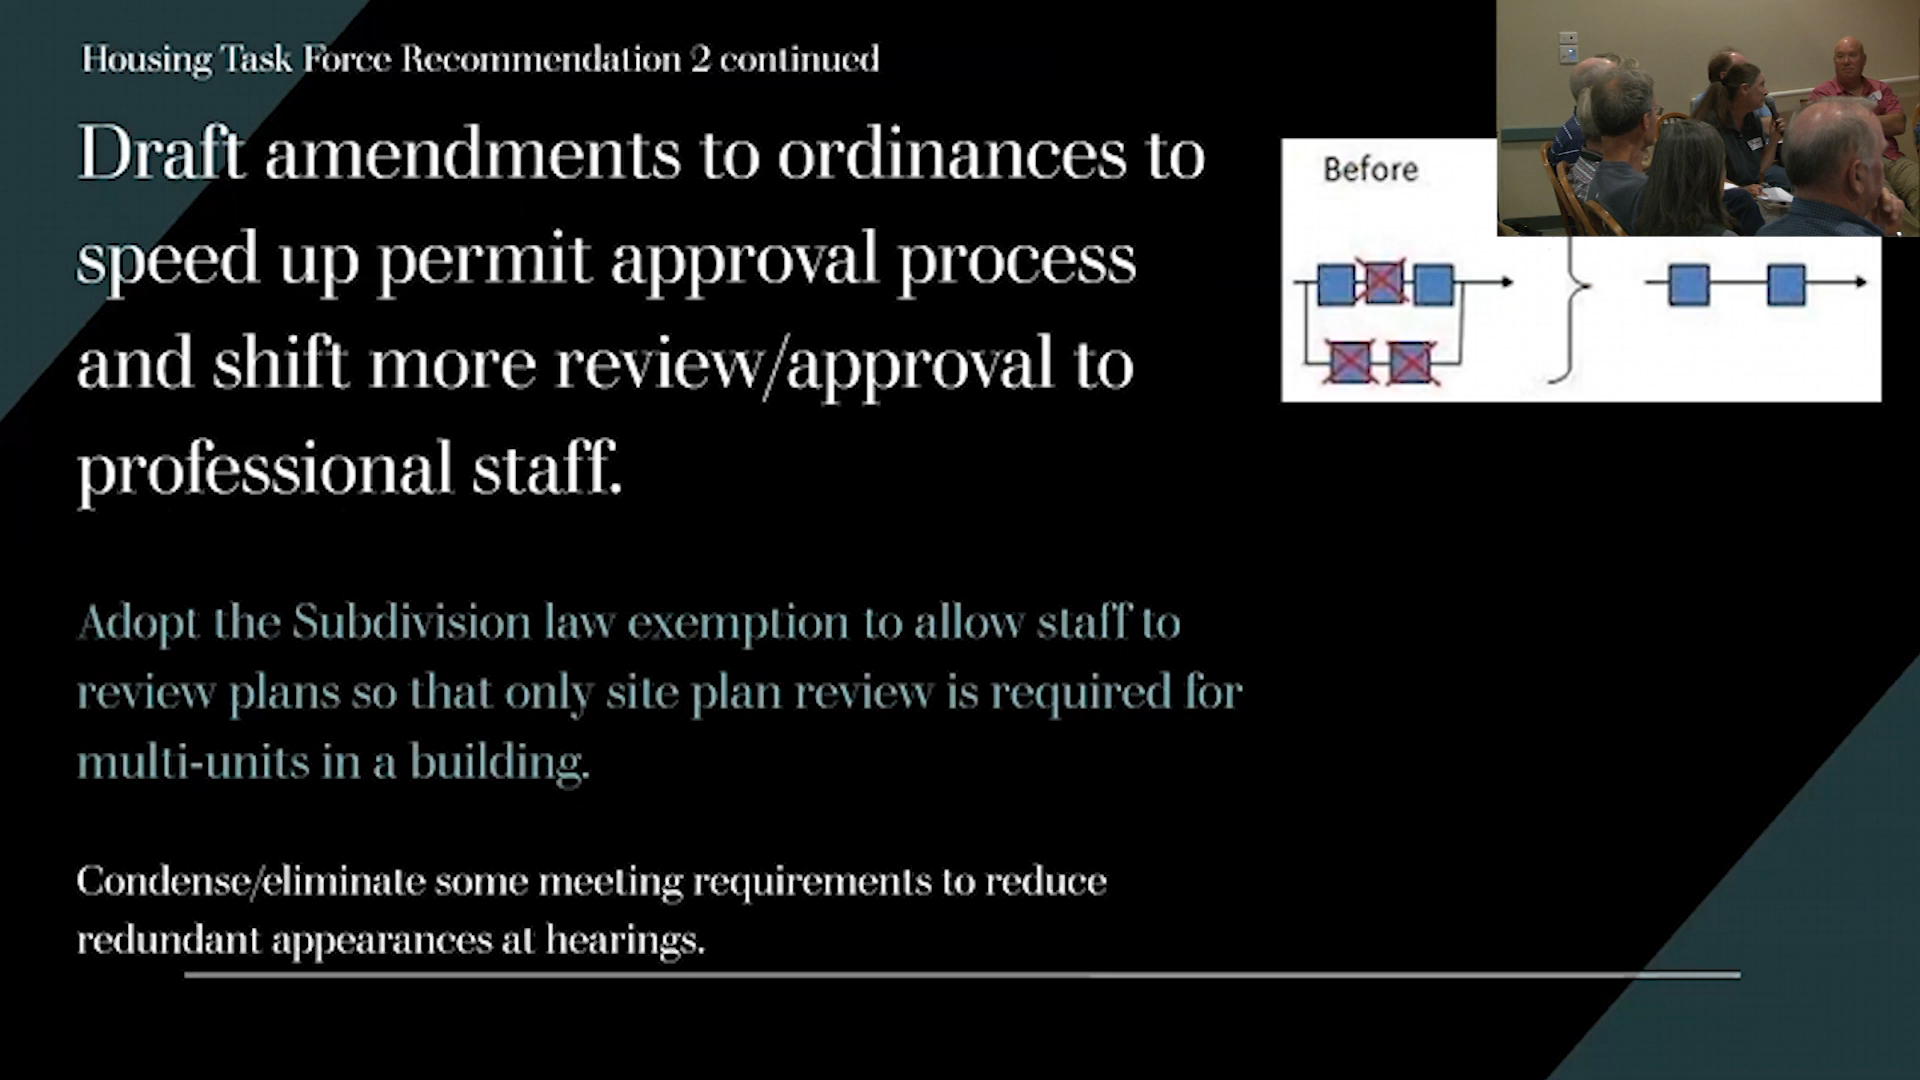 Housing Task Force Recommendation 2 continued
Draft amendments to ordinances to
speed up permit approval process
and shift more review/approval to
professional staff.
Before
Adopt the Subdivision law exemption to allow staff to
review plans so that only site plan review is required for
multi-units in a building.
Condense/eliminate some meeting requirements to reduce
redundant appearances at hearings.